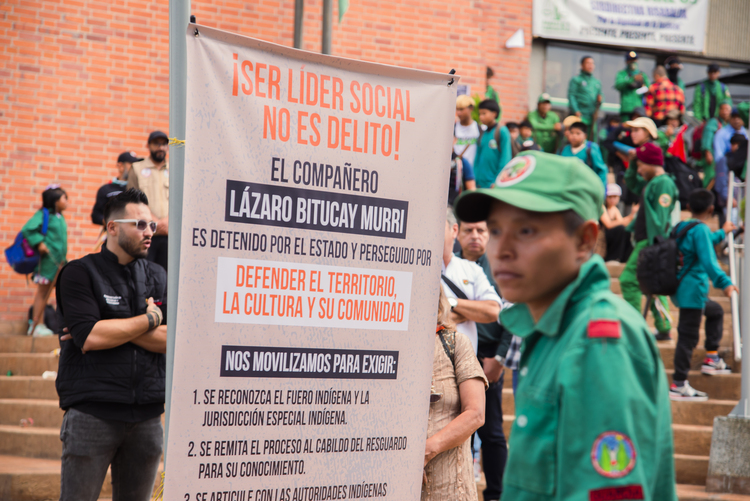 ¡SER LÍDER SOCIAL
NO ES DELITO!
EL COMPAÑERO
LÁZARO BITUCAY MURRI
ES DETENIDO POR EL ESTADO Y PERSEGUIDO POR
DEFENDER EL TERRITORIO,
LA CULTURA Y SU COMUNIDAD
NOS MOVILIZAMOS PARA EXIGIR:
1. SE RECONOZCA EL FUERO INDÍGENA Y LA
JURISDICCIÓN ESPECIAL INDÍGENA.
2. SE REMITA EL PROCESO AL CABILDO DEL RESGUARDO
PARA SU CONOCIMIENTO.
3. SE ARTICULE CON LAS AUTORIDADES INDÍGENAS
PRESENTE, PRESENTE